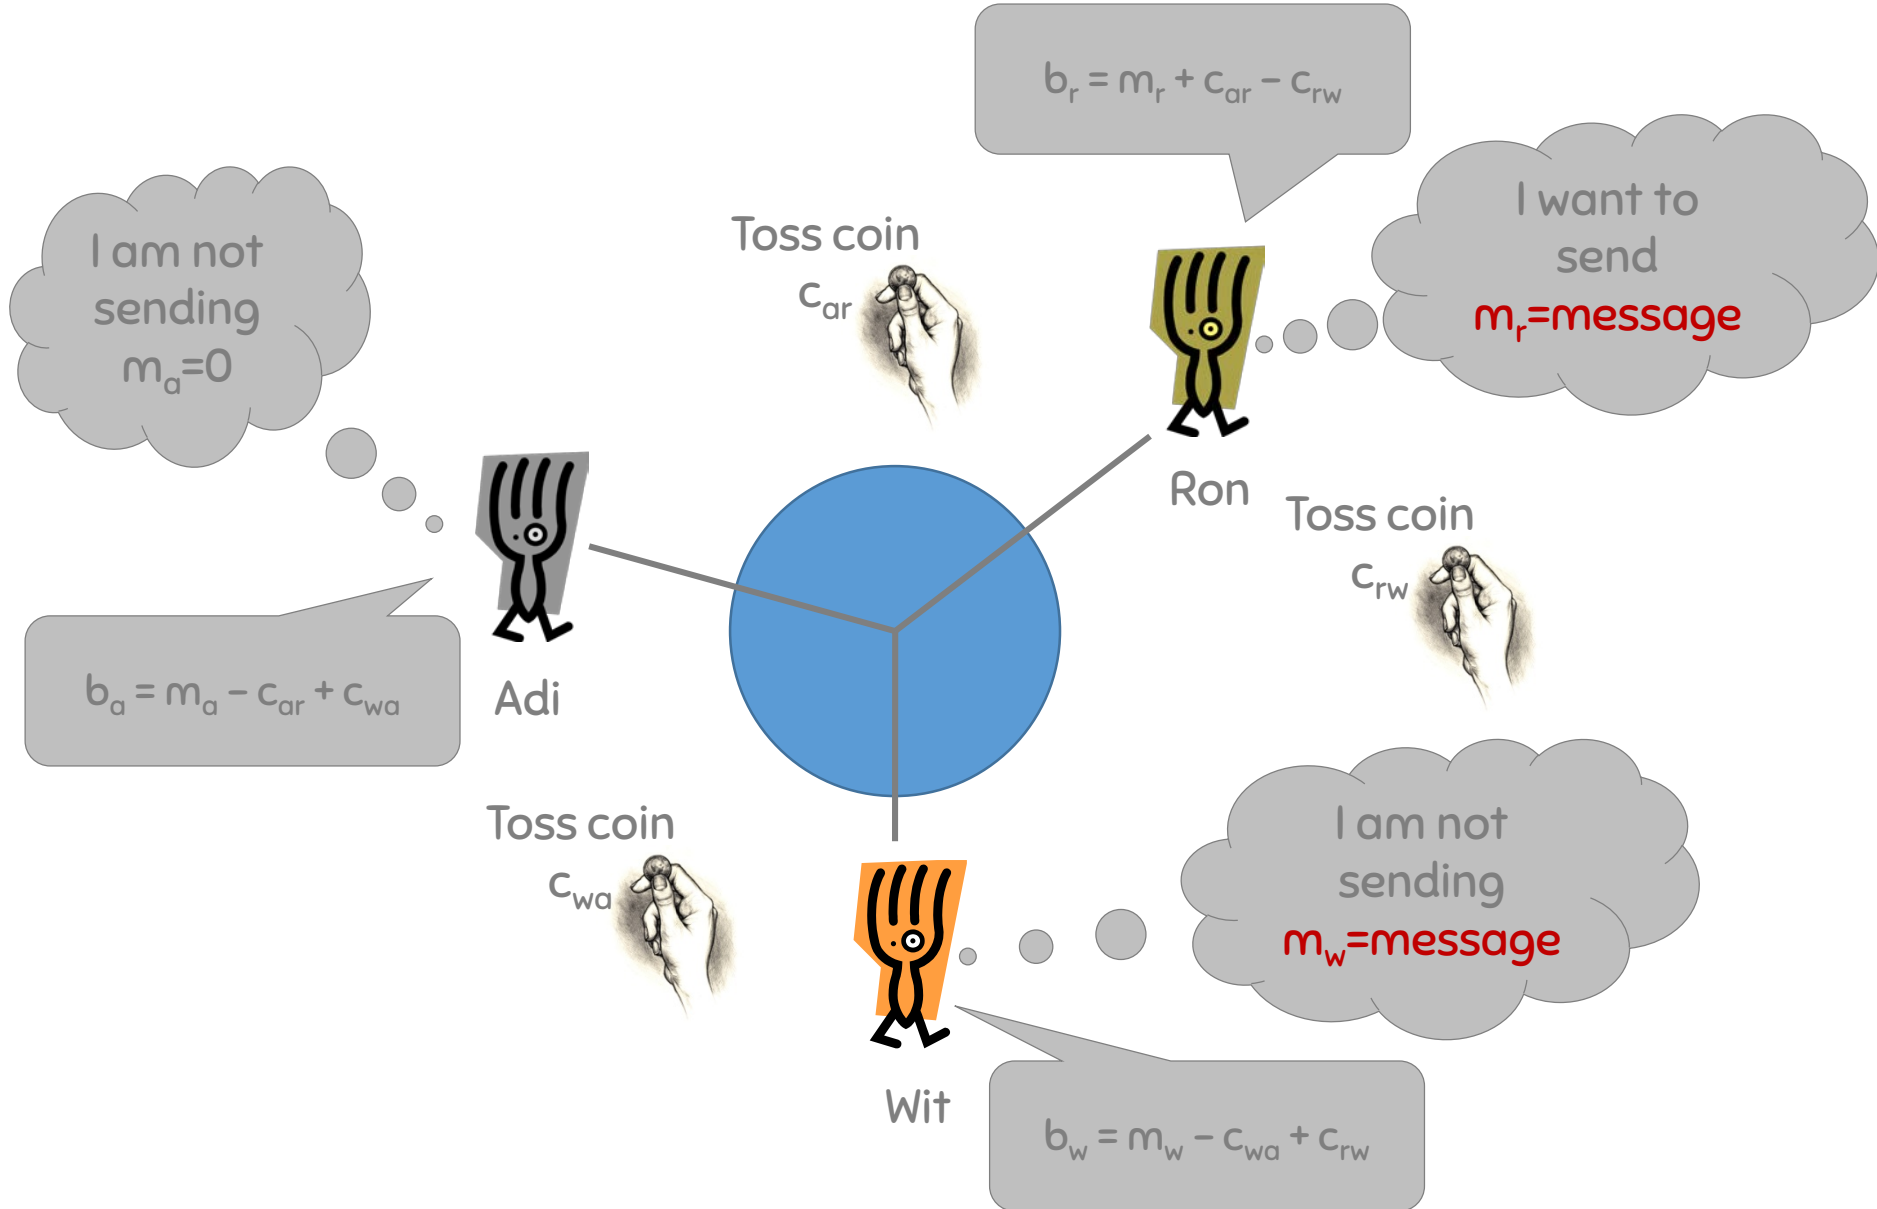 b_r = m_r + c_ar − c_rw
I want to
send
m_r=message
I am not
sending
m_a=0
Toss coin
c_ar
Ron
Toss coin
c_rw
b_a = m_a − c_ar + c_wa
Adi
Toss coin
c_wa
I am not
sending
m_w=message
Wit
b_w = m_w − c_wa + c_rw